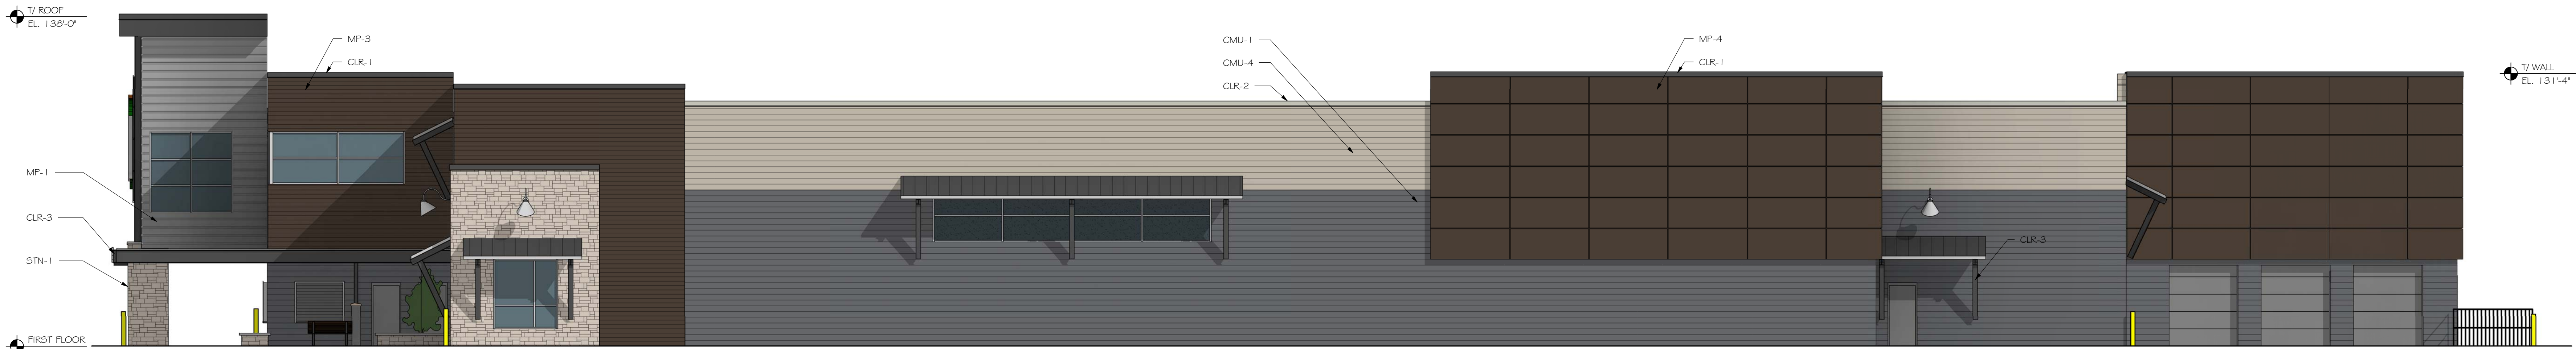 T/ ROOF
EL. 138'-0"
MP-3
CLR-1
MP-1
CLR-3
STN-1
FIRST FLOOR
CMU-1
CMU-4
CLR-2
MP-4
CLR-1
CLR-3
T/ WALL
EL. 131'-4"